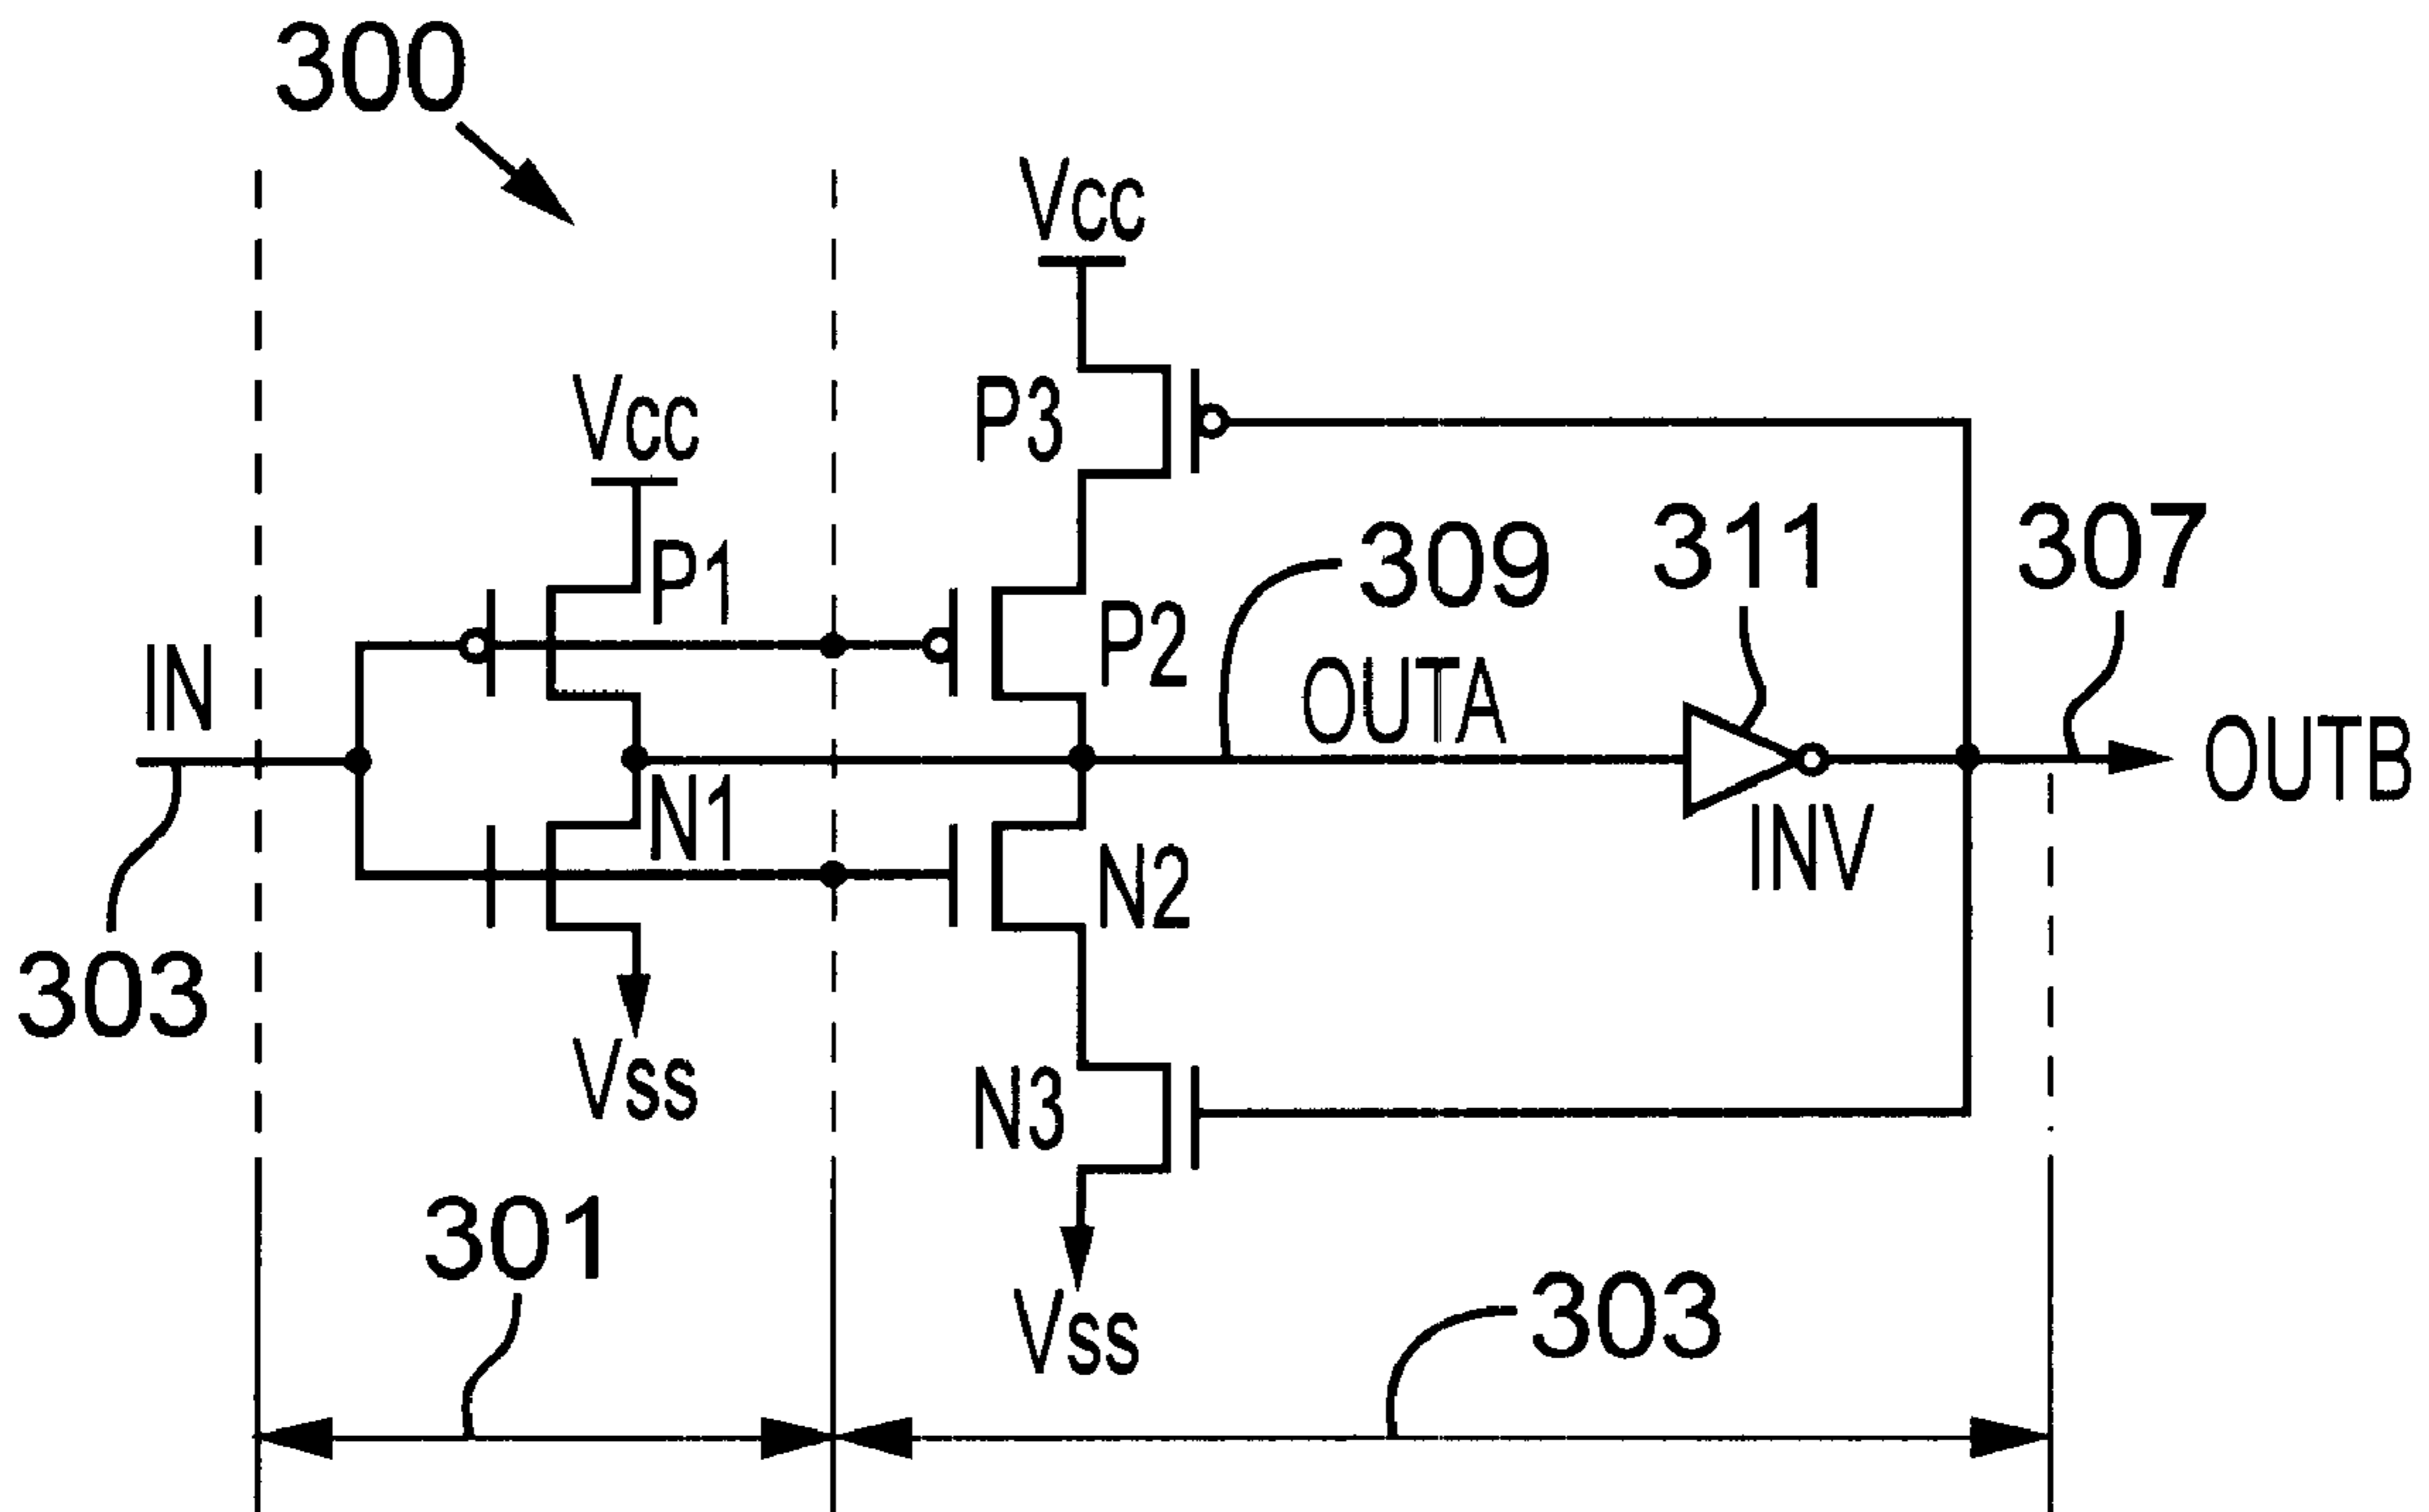 300
Vcc
Vcc
P3
P1
309
311
307
IN
P2
OUTA
OUTB
N1
INV
N2
303
Vss
N3
301
303
Vss